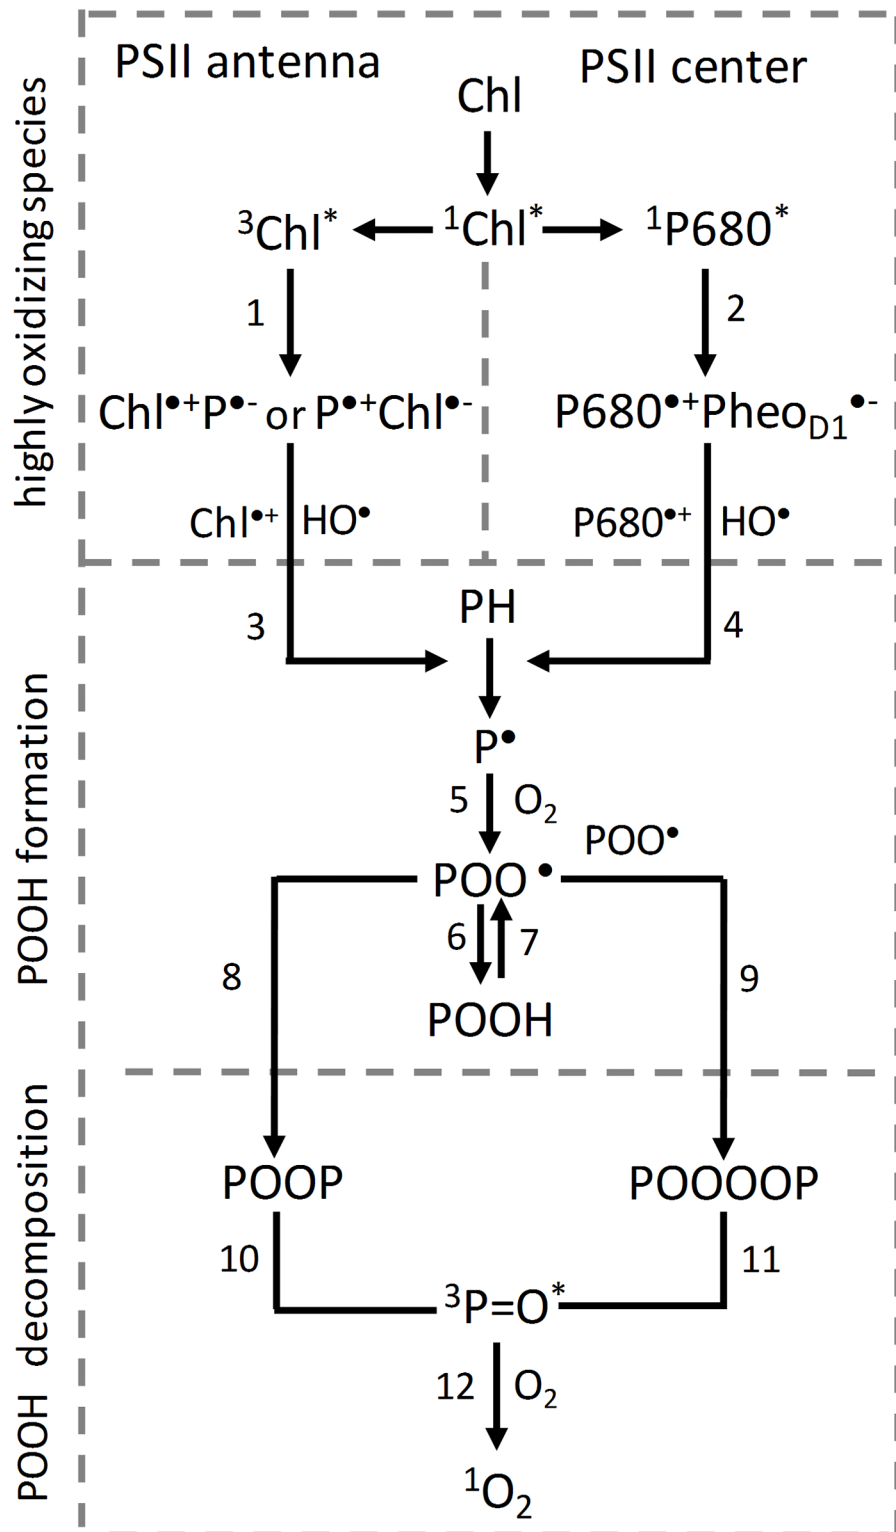 PSII antenna
PSII center
highly oxidizing species
Chl
³Chl*
¹Chl*
¹P680*
1
2
Chl•⁺P•⁻ or P•⁺Chl•⁻
P680•⁺Pheo_D1•⁻
Chl•⁺
HO•
P680•⁺
HO•
POOH formation
PH
3
4
P•
5
O₂
POO•
POO•
6
7
8
9
POOH
POOH decomposition
POOP
POOOOP
10
11
³P=O*
12
O₂
¹O₂